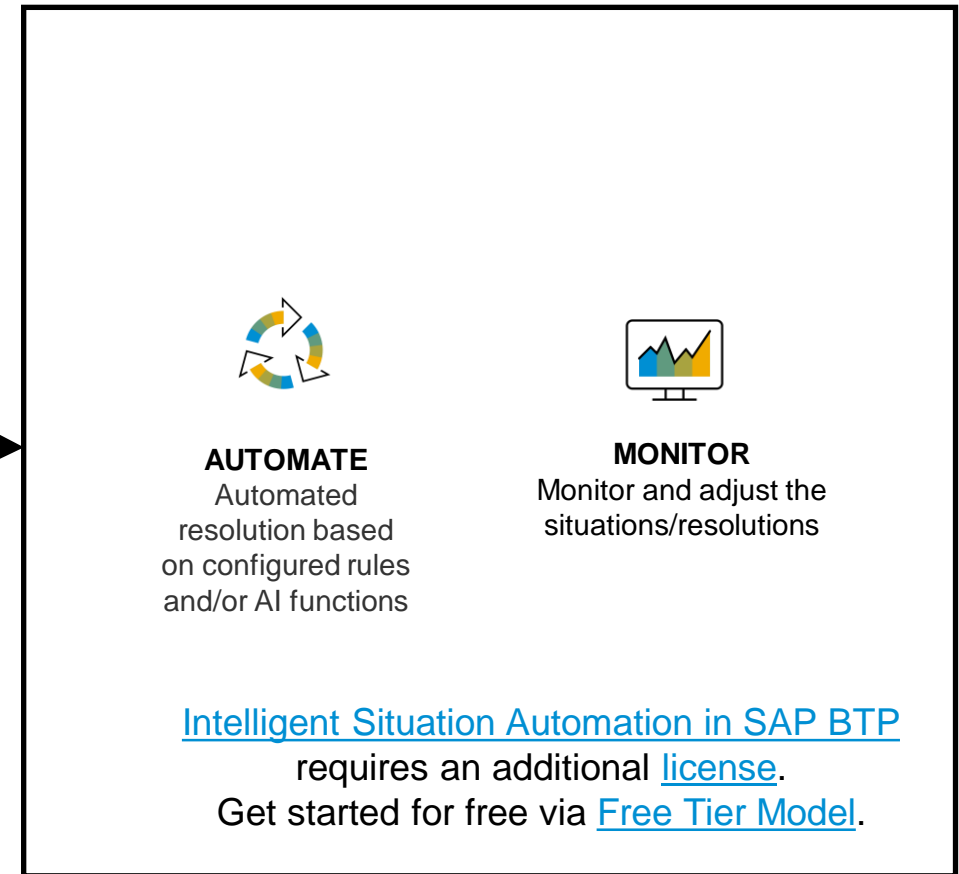 AUTOMATE
Automated
resolution based
on configured rules
and/or AI functions
MONITOR
Monitor and adjust the
situations/resolutions
Intelligent Situation Automation in SAP BTP
requires an additional license.
Get started for free via Free Tier Model.